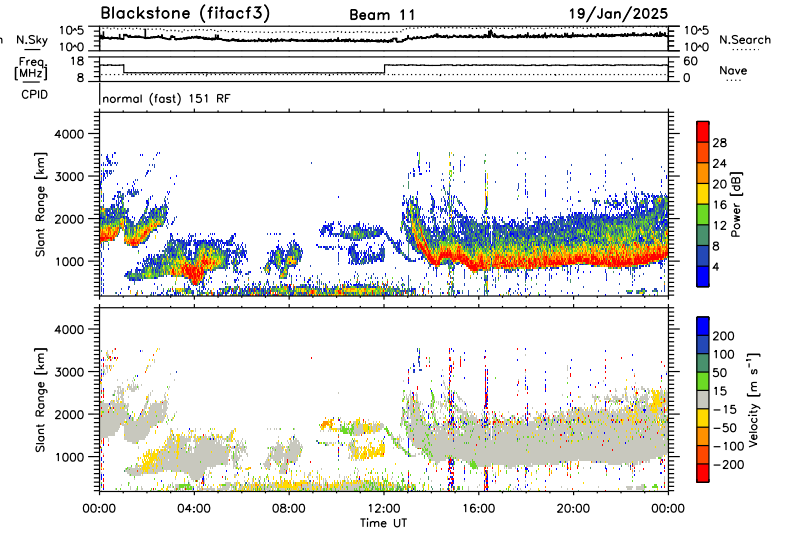 Blackstone (fitacf3) Beam 11 19/Jan/2025
n N.Sky 10^5 10^5 N.Search
10^0 10^0
Freq. 18 60
[MHz] 8 0 Nave
CPID normal (fast) 151 RF
4000
3000
2000
1000
Slant Range [km]
28
24
20
16
12
8
4
Power [dB]
4000
3000
2000
1000
Slant Range [km]
200
100
50
15
-15
-50
-100
-200
Velocity [m s⁻¹]
00:00 04:00 08:00 12:00 16:00 20:00 00:00
Time UT